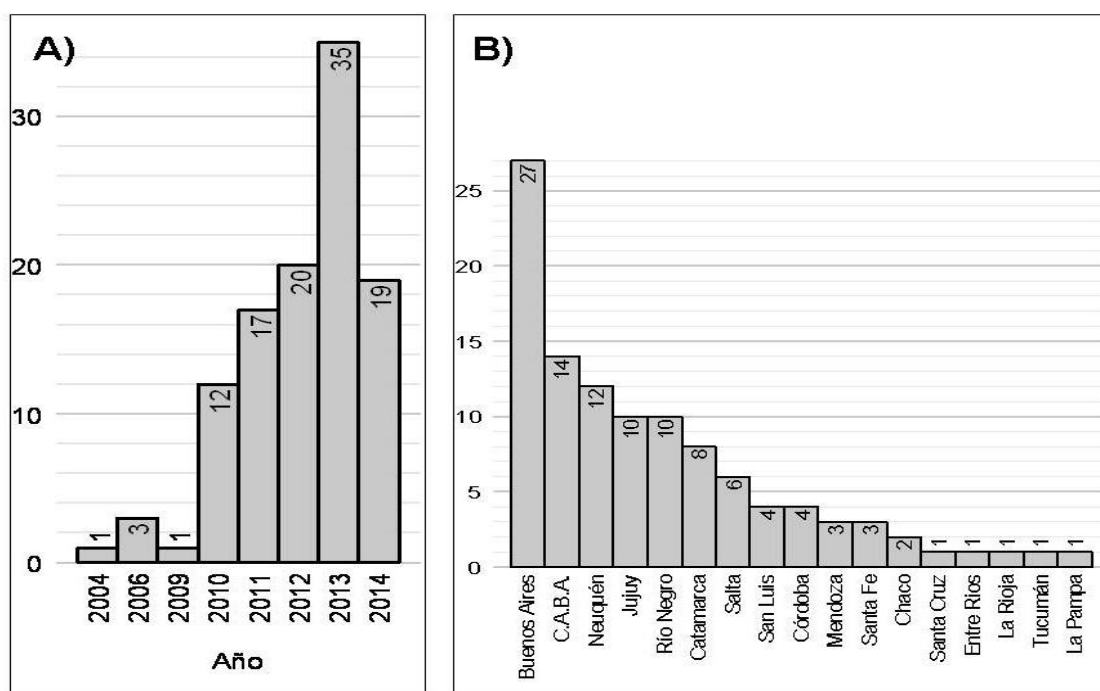 A)
30
20
10
0
1
3
1
12
17
20
35
19
2004
2006
2009
2010
2011
2012
2013
2014
Año
B)
25
20
15
10
5
0
27
14
12
10
10
8
6
4
4
3
3
2
1
1
1
1
1
Buenos Aires
C.A.B.A.
Neuquén
Jujuy
Río Negro
Catamarca
Salta
San Luis
Córdoba
Mendoza
Santa Fe
Chaco
Santa Cruz
Entre Rios
La Rioja
Tucumán
La Pampa